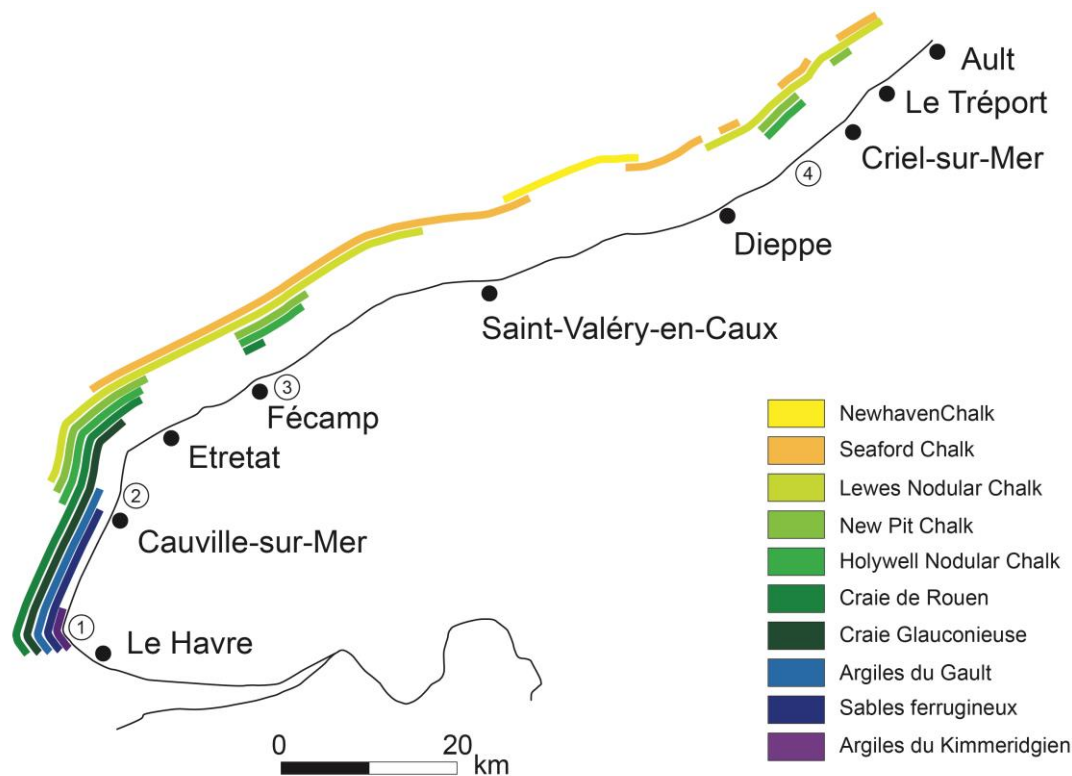 Ault
Le Tréport
Criel-sur-Mer
4
Dieppe
Saint-Valéry-en-Caux
3
Fécamp
Etretat
2
Cauville-sur-Mer
1
Le Havre
0 20
km
NewhavenChalk
Seaford Chalk
Lewes Nodular Chalk
New Pit Chalk
Holywell Nodular Chalk
Craie de Rouen
Craie Glauconieuse
Argiles du Gault
Sables ferrugineux
Argiles du Kimmeridgien